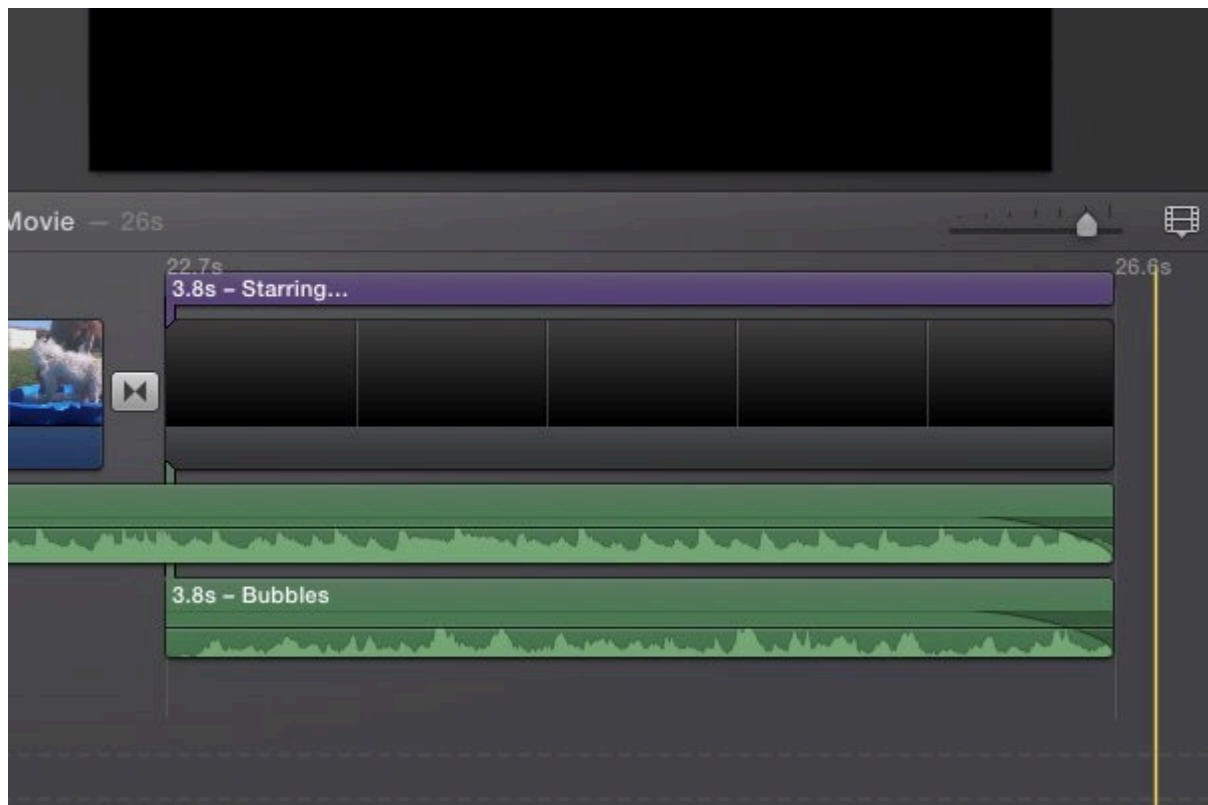 Movie — 26s
22.7s
26.6s
3.8s – Starring...
3.8s – Bubbles